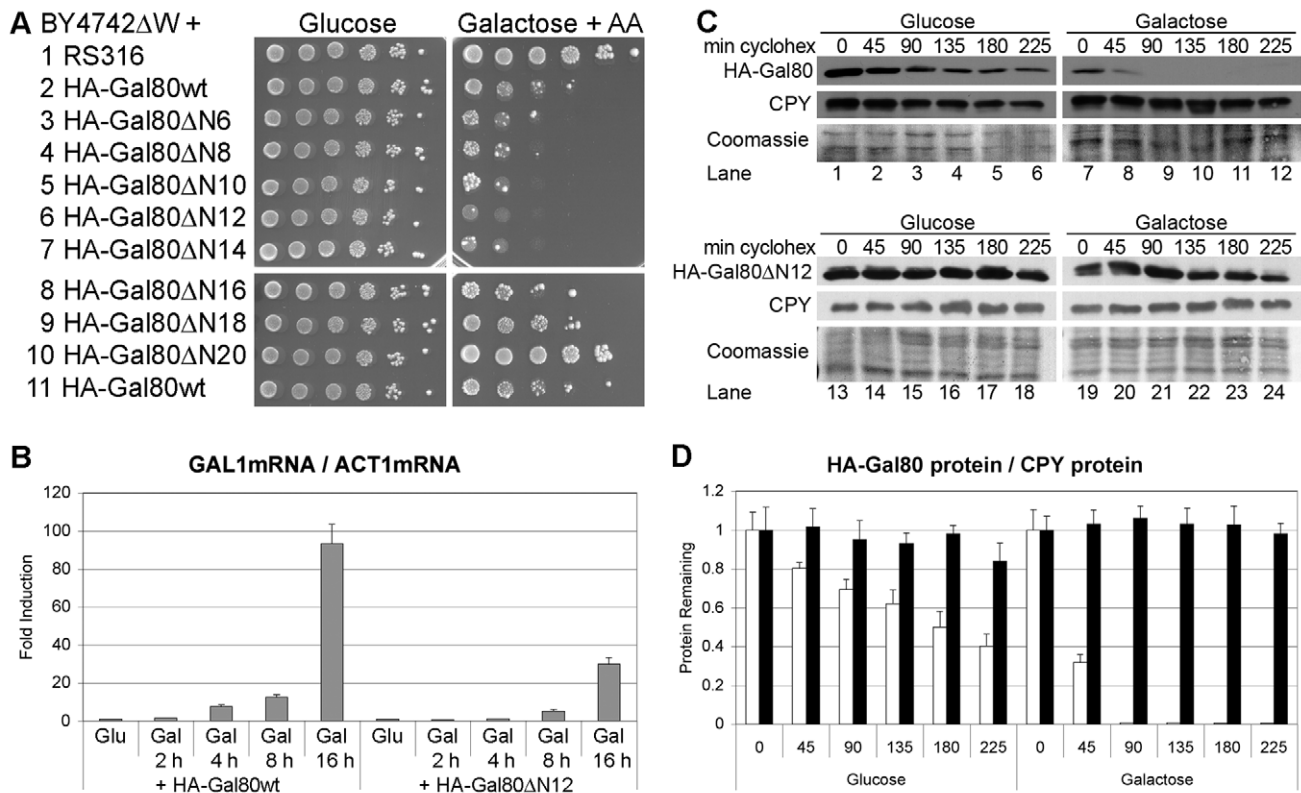 A BY4742ΔW + Glucose Galactose + AA
1 RS316
2 HA-Gal80wt
3 HA-Gal80ΔN6
4 HA-Gal80ΔN8
5 HA-Gal80ΔN10
6 HA-Gal80ΔN12
7 HA-Gal80ΔN14
8 HA-Gal80ΔN16
9 HA-Gal80ΔN18
10 HA-Gal80ΔN20
11 HA-Gal80wt
B GAL1mRNA / ACT1mRNA
Fold Induction
120
100
80
60
40
20
0
Glu Gal Gal Gal Gal Glu Gal Gal Gal Gal
2 h 4 h 8 h 16 h 2 h 4 h 8 h 16 h
+ HA-Gal80wt + HA-Gal80ΔN12
C Glucose Galactose
min cyclohex 0 45 90 135 180 225 0 45 90 135 180 225
HA-Gal80
CPY
Coomassie
Lane 1 2 3 4 5 6 7 8 9 10 11 12
Glucose Galactose
min cyclohex 0 45 90 135 180 225 0 45 90 135 180 225
HA-Gal80ΔN12
CPY
Coomassie
Lane 13 14 15 16 17 18 19 20 21 22 23 24
D HA-Gal80 protein / CPY protein
Protein Remaining
1.2
1
0.8
0.6
0.4
0.2
0
0 45 90 135 180 225 0 45 90 135 180 225
Glucose Galactose